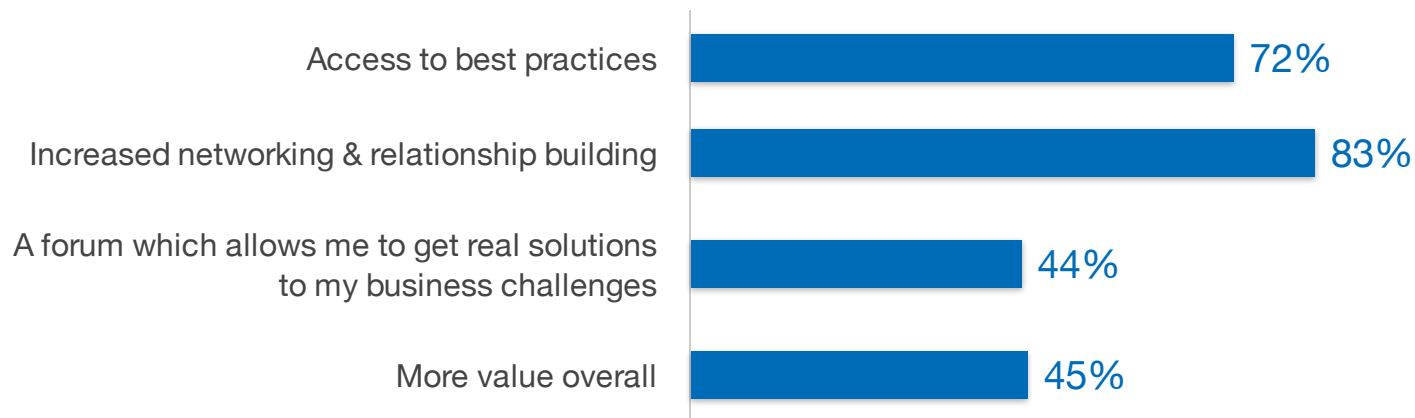 Access to best practices
72%
Increased networking & relationship building
83%
A forum which allows me to get real solutions
to my business challenges
44%
More value overall
45%